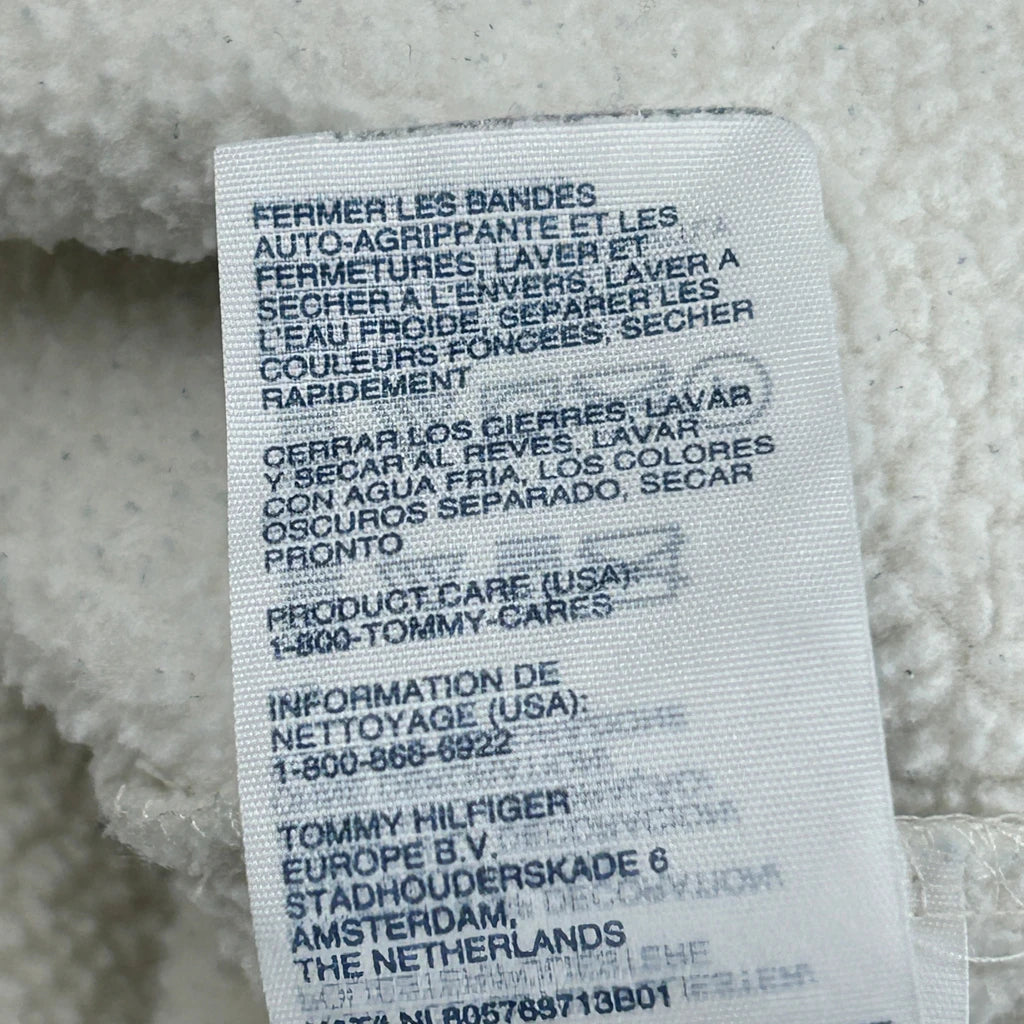 FERMER LES BANDES
AUTO-AGRIPPANTE ET LES
FERMETURES, LAVER ET
SECHER A L'ENVERS, LAVER A
L'EAU FROIDE, SEPARER LES
COULEURS FONCEES, SECHER
RAPIDEMENT
CERRAR LOS CIERRES, LAVAR
Y SECAR AL REVES, LAVAR
CON AGUA FRIA, LOS COLORES
OSCUROS SEPARADO, SECAR
PRONTO
PRODUCT CARE (USA):
1-800-TOMMY-CARES
INFORMATION DE
NETTOYAGE (USA):
1-800-866-6922
TOMMY HILFIGER
EUROPE B.V.
STADHOUDERSKADE 6
AMSTERDAM,
THE NETHERLANDS